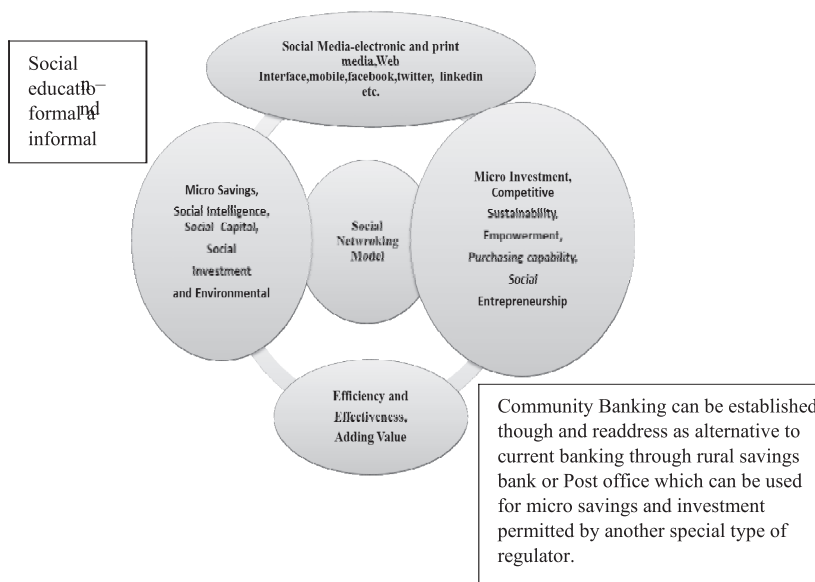 Social Media-electronic and print
media,Web
Interface,mobile,facebook,twitter, linkedin
etc.
Social
education –
formal and
informal
Micro Savings,
Social Intelligence,
Social Capital,
Social
Investment
and Environmental
Social
Netwroking
Model
Micro Investment,
Competitive
Sustainability,
Empowerment,
Purchasing capability,
Social
Entrepreneurship
Efficiency and
Effectiveness,
Adding Value
Community Banking can be established
though and readdress as alternative to
current banking through rural savings
bank or Post office which can be used
for micro savings and investment
permitted by another special type of
regulator.